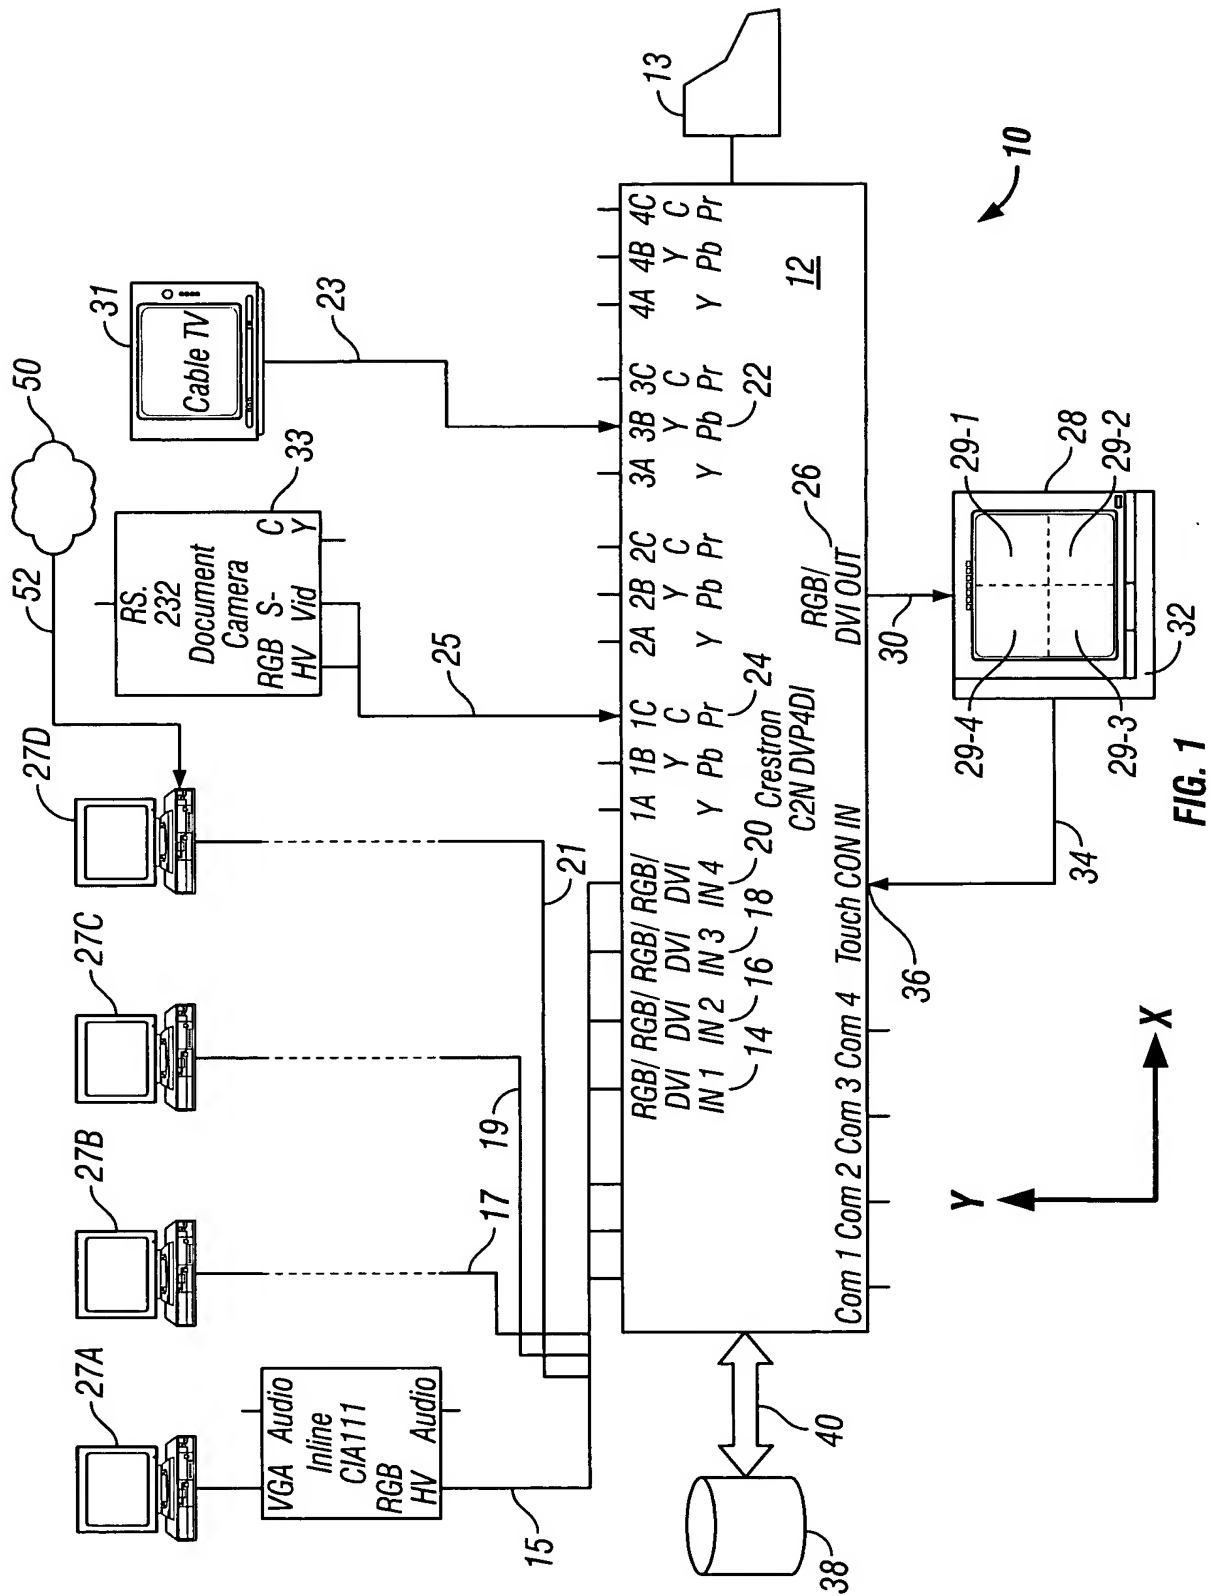 27A
27B
27C
27D
52
50
VGA Audio
Inline
CIA111
RGB
HV Audio
RS.
232
Document
Camera
RGB S- C
HV Vid Y
33
Cable TV
31
15
17
19
21
25
23
RGB/ RGB/ RGB/ RGB/
DVI DVI DVI DVI
IN 1 IN 2 IN 3 IN 4
14 16 18 20
1A 1B 1C
Y C
Y Pb Pr
24
2A 2B 2C
Y C
Y Pb Pr
3A 3B 3C
Y C
Y Pb Pr
22
4A 4B 4C
Y C
Y Pb Pr
13
Crestron
C2N DVP4DI
12
RGB/
DVI OUT
26
Com 1 Com 2 Com 3 Com 4 Touch CON IN
38
40
36
34
30
29-4
29-1
29-3
29-2
28
32
10
Y
X
FIG. 1